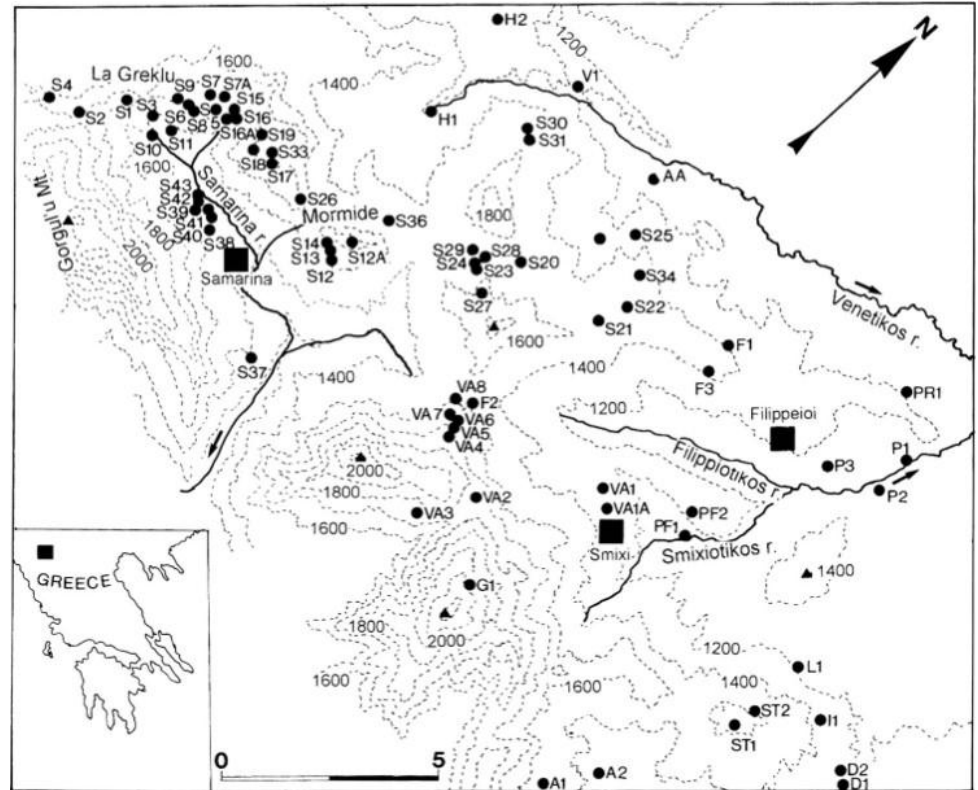 H2
1200
N
S4
La Greklu
1600
1400
V1
S9
S7
S7A
S3
S15
S1
S2
S6
S
S16
H1
S8
5
S30
S11
S16A
S19
S31
S10
S33
1600
S18
S17
AA
S43
Samarina r.
S26
S42
Mormide
1800
S39
S36
Gorgul'u Mt.
S41
1800
S40
S38
S14
S29
S28
S25
S13
S12A
S24
S20
2000
S12
S23
Samarina
S34
S27
S22
Venetikos r.
1600
S21
F1
S37
1400
1400
F3
VA8
F2
1200
PR1
VA7
VA6
Filippeioi
VA5
VA4
Filippiotikos r.
P3
P1
2000
1800
VA2
VA1
P2
VA3
VA1A
PF2
1600
PF1
Smixi
Smixiotikos r.
GREECE
G1
1400
1800
2000
1200
1600
1600
1400
L1
ST2
I1
ST1
0
5
A2
D2
A1
D1